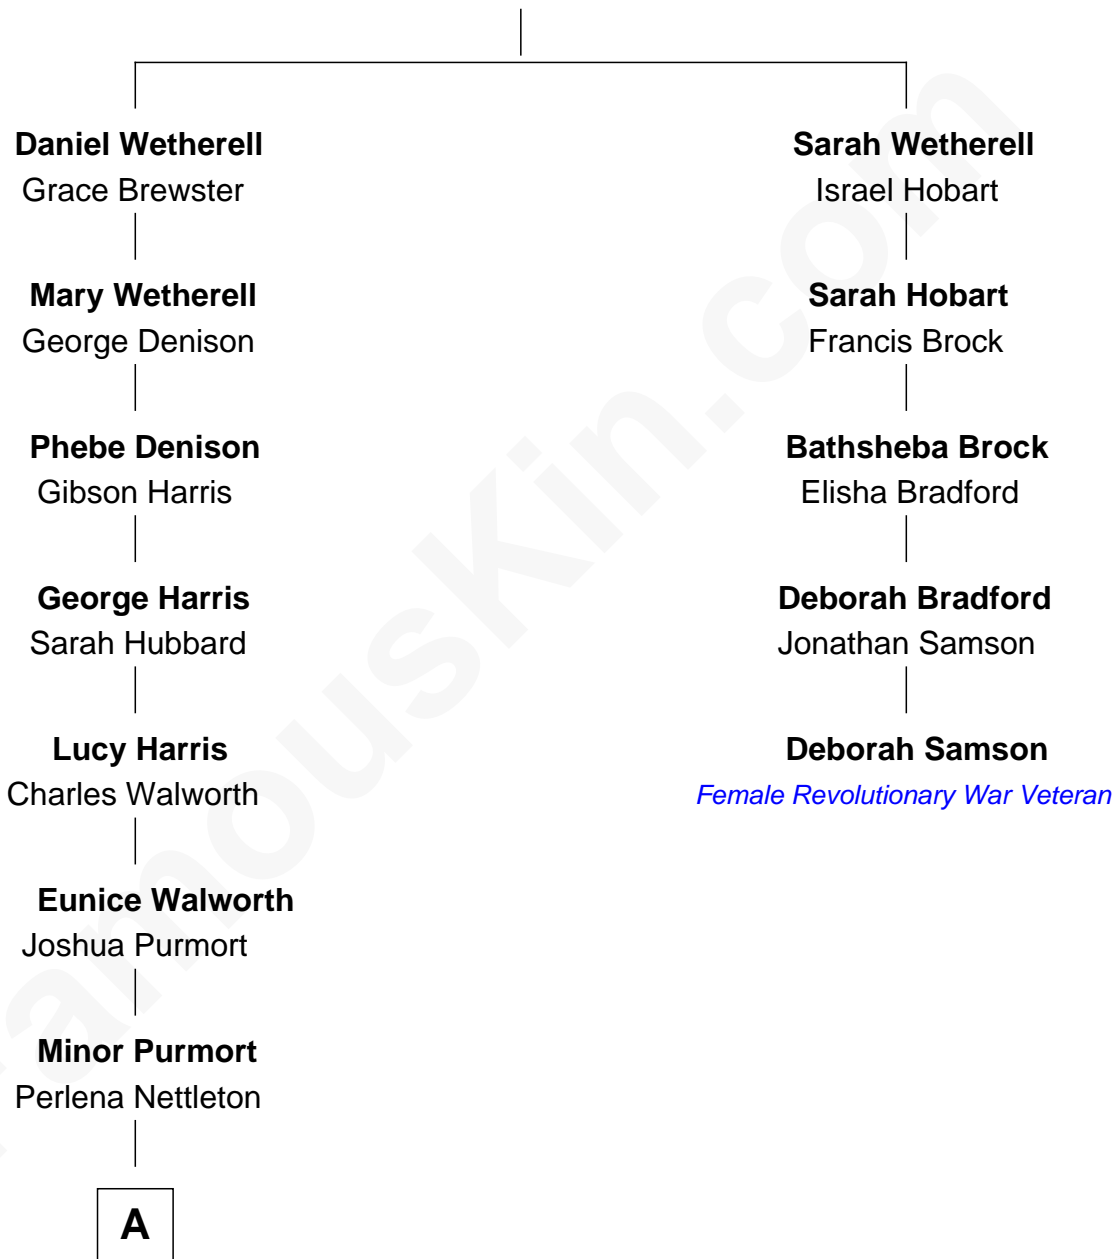 Daniel Wetherell
Grace Brewster
Mary Wetherell
George Denison
Phebe Denison
Gibson Harris
George Harris
Sarah Hubbard
Lucy Harris
Charles Walworth
Eunice Walworth
Joshua Purmort
Minor Purmort
Perlena Nettleton
A
Sarah Wetherell
Israel Hobart
Sarah Hobart
Francis Brock
Bathsheba Brock
Elisha Bradford
Deborah Bradford
Jonathan Samson
Deborah Samson
Female Revolutionary War Veteran
FamousKin.com